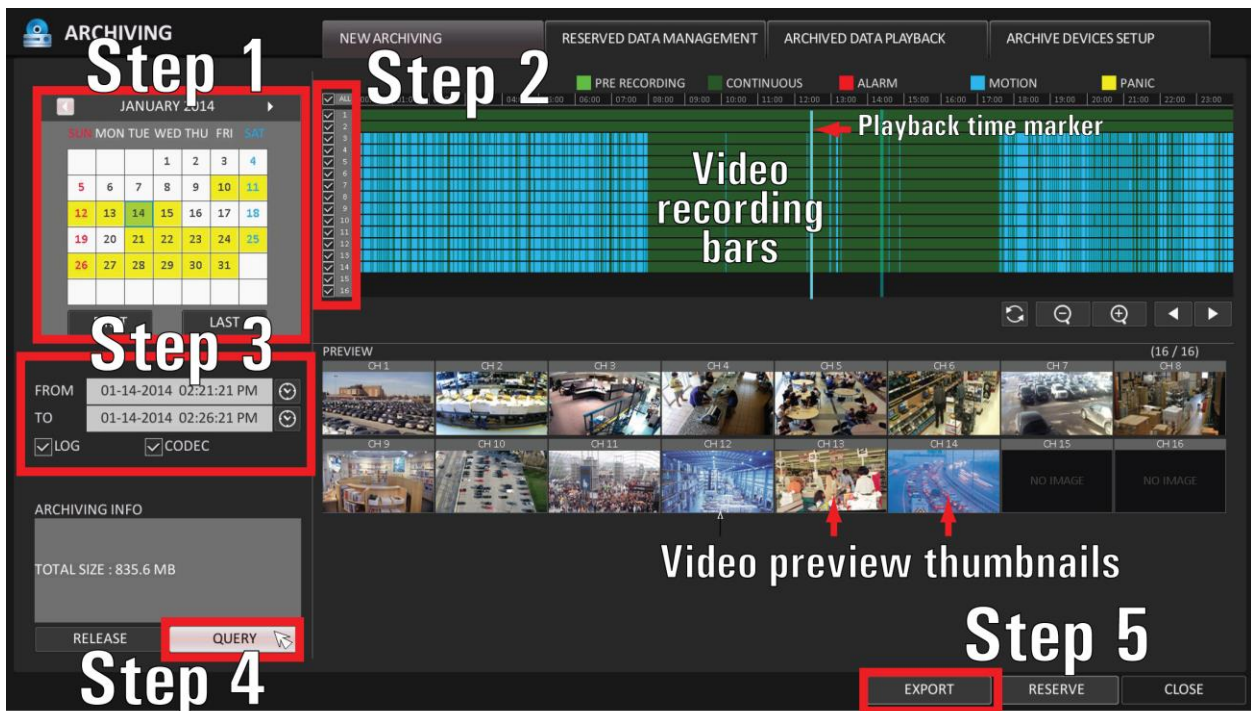 ARCHIVING
NEW ARCHIVING
RESERVED DATA MANAGEMENT
ARCHIVED DATA PLAYBACK
ARCHIVE DEVICES SETUP
Step 1
Step 2
PRE RECORDING CONTINUOUS ALARM MOTION PANIC
JANUARY 2014
SUN MON TUE WED THU FRI SAT
1 2 3 4
5 6 7 8 9 10 11
12 13 14 15 16 17 18
19 20 21 22 23 24 25
26 27 28 29 30 31
LAST
ALL 04:00 06:00 07:00 08:00 09:00 10:00 11:00 12:00 13:00 14:00 15:00 16:00 17:00 18:00 19:00 20:00 21:00 22:00 23:00
1
2
3
4
5
6
7
8
9
10
11
12
13
14
15
16
Playback time marker
Video
recording
bars
Step 3
FROM 01-14-2014 02:21:21 PM
TO 01-14-2014 02:26:21 PM
LOG CODEC
PREVIEW (16 / 16)
CH 1 CH 2 CH 3 CH 4 CH 5 CH 6 CH 7 CH 8
CH 9 CH 10 CH 11 CH 12 CH 13 CH 14 CH 15 CH 16
NO IMAGE NO IMAGE
Video preview thumbnails
ARCHIVING INFO
TOTAL SIZE : 835.6 MB
RELEASE QUERY
Step 4
Step 5
EXPORT RESERVE CLOSE